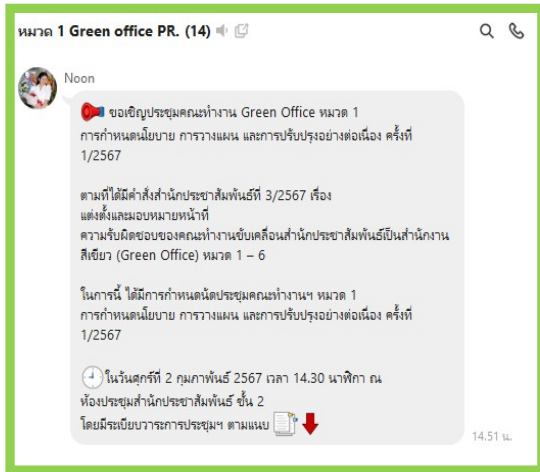 หมวด 1 Green office PR. (14)
Noon
ขอเชิญประชุมคณะทำงาน Green Office หมวด 1
การกำหนดนโยบาย การวางแผน และการปรับปรุงอย่างต่อเนื่อง ครั้งที่
1/2567
ตามที่ได้มีคำสั่งสำนักประชาสัมพันธ์ที่ 3/2567 เรื่อง
แต่งตั้งและมอบหมายหน้าที่
ความรับผิดชอบของคณะทำงานขับเคลื่อนสำนักประชาสัมพันธ์เป็นสำนักงาน
สีเขียว (Green Office) หมวด 1 – 6
ในการนี้ ได้มีการกำหนดนัดประชุมคณะทำงานฯ หมวด 1
การกำหนดนโยบาย การวางแผน และการปรับปรุงอย่างต่อเนื่อง ครั้งที่
1/2567
ในวันศุกร์ที่ 2 กุมภาพันธ์ 2567 เวลา 14.30 นาฬิกา ณ
ห้องประชุมสำนักประชาสัมพันธ์ ชั้น 2
โดยมีระเบียบวาระการประชุมฯ ตามแนบ
14.51 น.